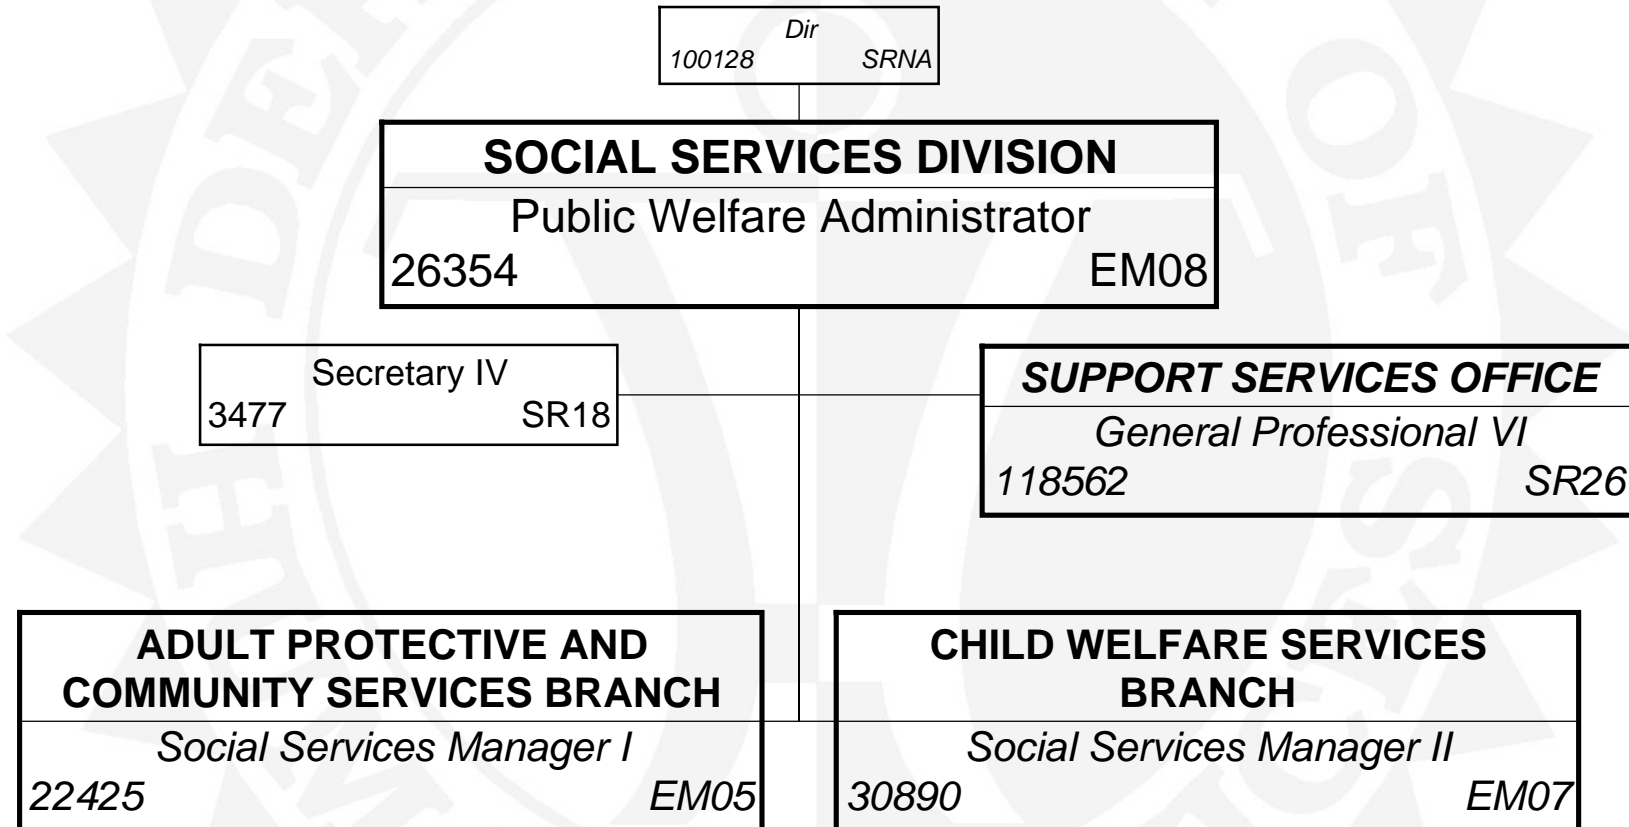 Dir
100128 SRNA
SOCIAL SERVICES DIVISION
Public Welfare Administrator
26354 EM08
Secretary IV
3477 SR18
SUPPORT SERVICES OFFICE
General Professional VI
118562 SR26
ADULT PROTECTIVE AND
COMMUNITY SERVICES BRANCH
Social Services Manager I
22425 EM05
CHILD WELFARE SERVICES
BRANCH
Social Services Manager II
30890 EM07